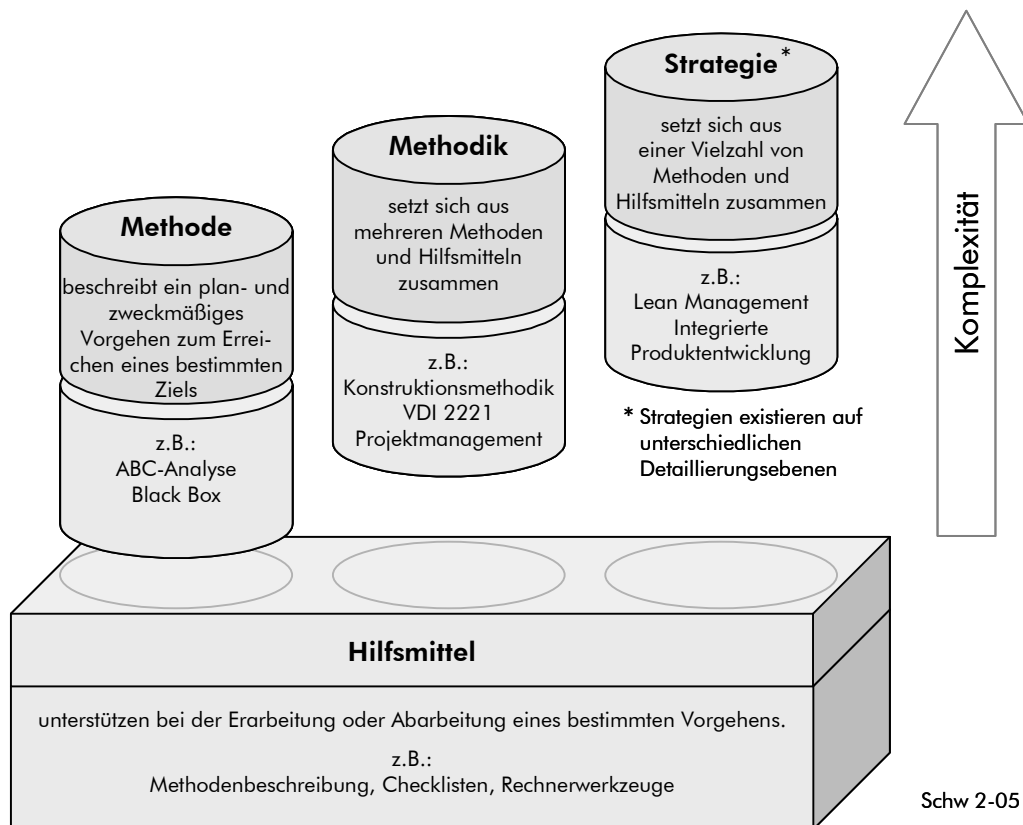 Strategie*
setzt sich aus
einer Vielzahl von
Methoden und
Hilfsmitteln zusammen
z.B.:
Lean Management
Integrierte
Produktentwicklung
Methodik
setzt sich aus
mehreren Methoden
und Hilfsmitteln
zusammen
z.B.:
Konstruktionsmethodik
VDI 2221
Projektmanagement
Methode
beschreibt ein plan- und
zweckmäßiges
Vorgehen zum Errei-
chen eines bestimmten
Ziels
z.B.:
ABC-Analyse
Black Box
* Strategien existieren auf
unterschiedlichen
Detaillierungsebenen
Komplexität
Hilfsmittel
unterstützen bei der Erarbeitung oder Abarbeitung eines bestimmten Vorgehens.
z.B.:
Methodenbeschreibung, Checklisten, Rechnerwerkzeuge
Schw 2-05